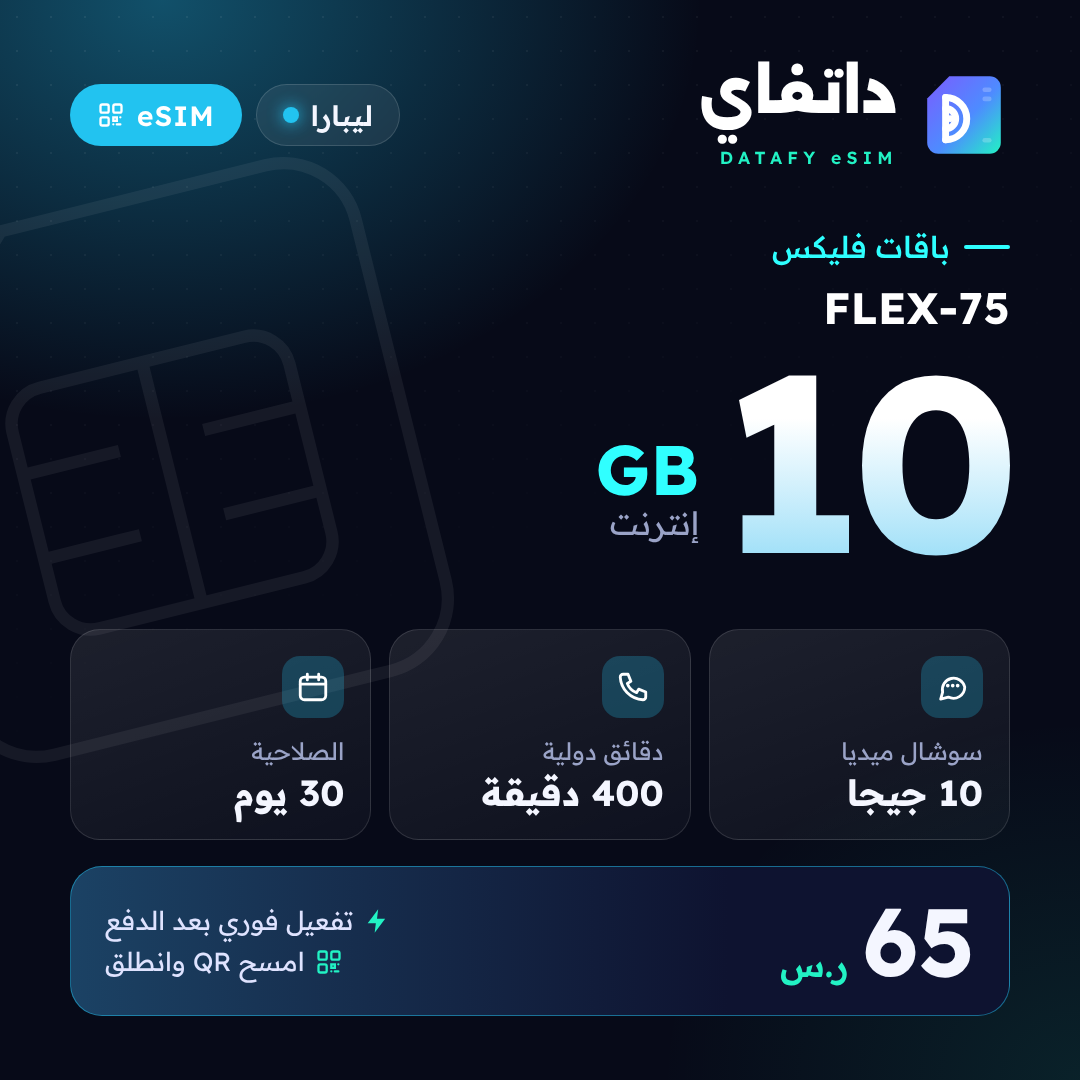 داتفاي
DATAFY eSIM
ليبارا
eSIM
باقات فليكس
FLEX-75
10
GB
إنترنت
سوشال ميديا
10 جيجا
دقائق دولية
400 دقيقة
الصلاحية
30 يوم
65 ر.س
تفعيل فوري بعد الدفع
امسح QR وانطلق